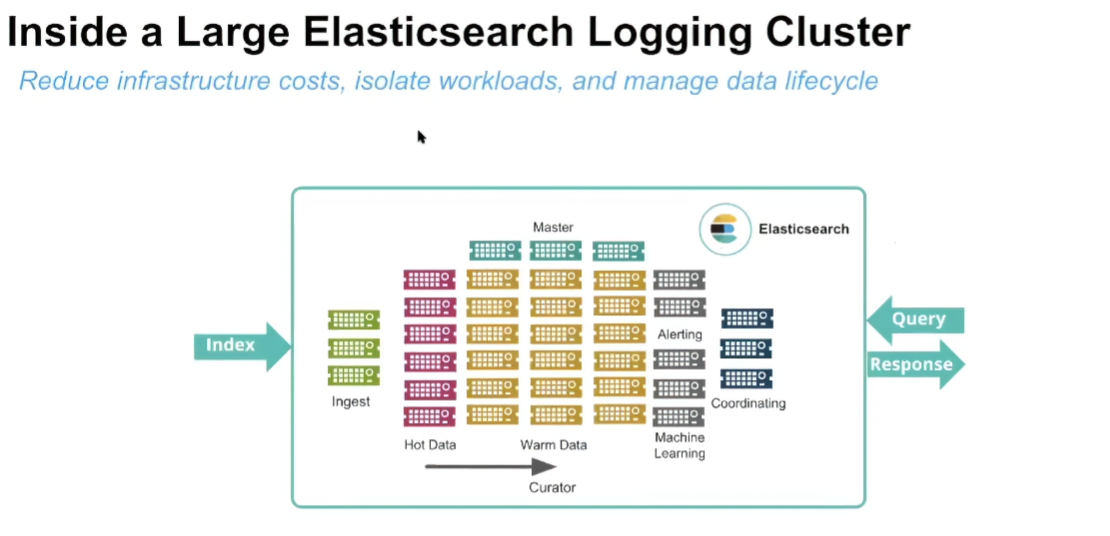 Inside a Large Elasticsearch Logging Cluster
Reduce infrastructure costs, isolate workloads, and manage data lifecycle
Master
Elasticsearch
Index
Ingest
Hot Data
Warm Data
Curator
Alerting
Machine
Learning
Coordinating
Query
Response